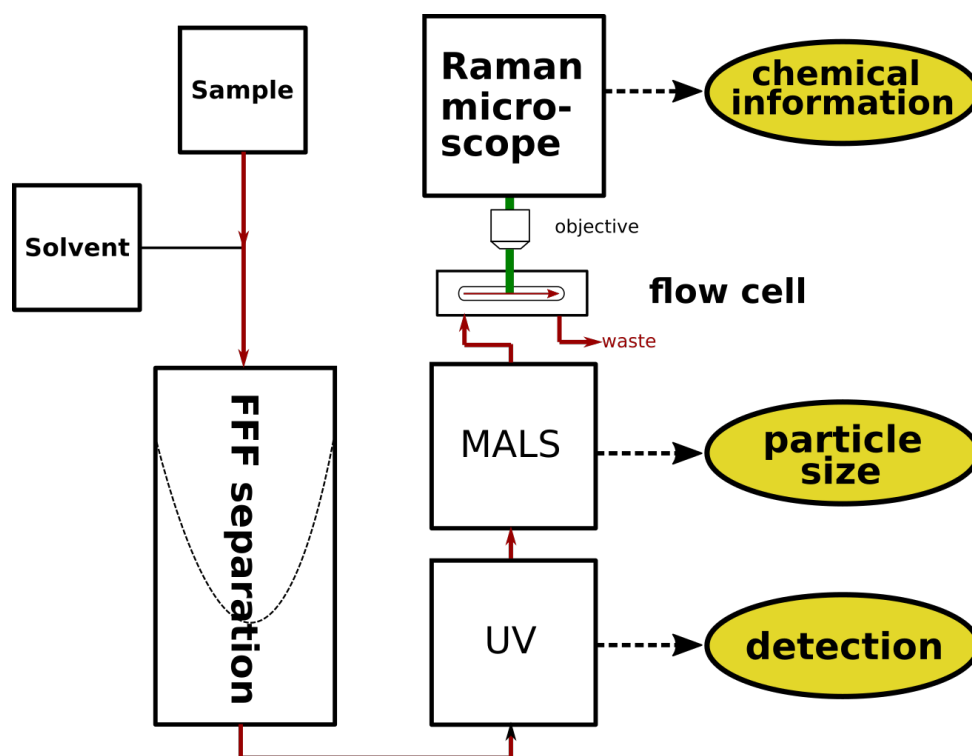 Sample
Solvent
FFF separation
Raman
micro-
scope
chemical
information
objective
flow cell
waste
MALS
particle
size
UV
detection